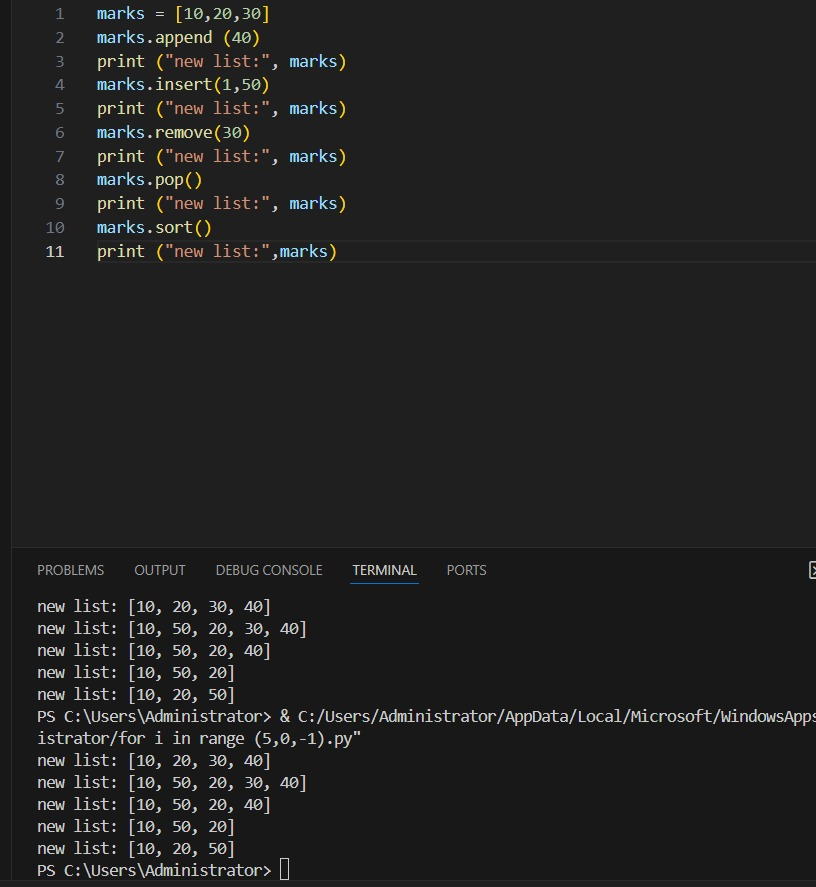 1 marks = [10,20,30]
2 marks.append (40)
3 print ("new list:", marks)
4 marks.insert(1,50)
5 print ("new list:", marks)
6 marks.remove(30)
7 print ("new list:", marks)
8 marks.pop()
9 print ("new list:", marks)
10 marks.sort()
11 print ("new list:",marks)
PROBLEMS OUTPUT DEBUG CONSOLE TERMINAL PORTS
new list: [10, 20, 30, 40]
new list: [10, 50, 20, 30, 40]
new list: [10, 50, 20, 40]
new list: [10, 50, 20]
new list: [10, 20, 50]
PS C:\Users\Administrator> & C:/Users/Administrator/AppData/Local/Microsoft/WindowsApps
istrator/for i in range (5,0,-1).py"
new list: [10, 20, 30, 40]
new list: [10, 50, 20, 30, 40]
new list: [10, 50, 20, 40]
new list: [10, 50, 20]
new list: [10, 20, 50]
PS C:\Users\Administrator>